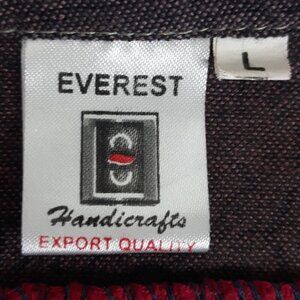 EVEREST
L
Handicrafts
EXPORT QUALITY